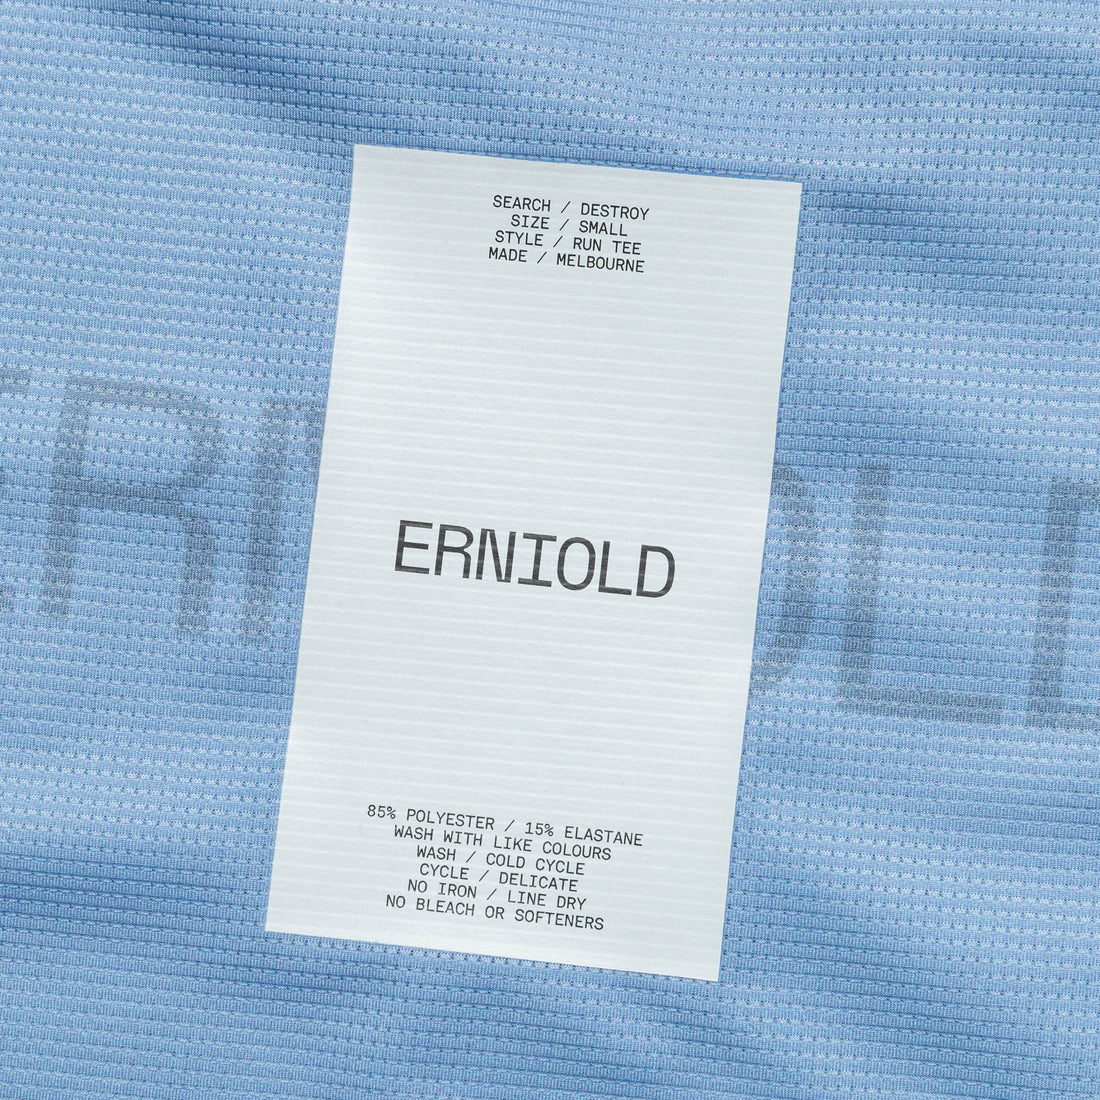 SEARCH / DESTROY
SIZE / SMALL
STYLE / RUN TEE
MADE / MELBOURNE
ERNIOLD
85% POLYESTER / 15% ELASTANE
WASH WITH LIKE COLOURS
WASH / COLD CYCLE
CYCLE / DELICATE
NO IRON / LINE DRY
NO BLEACH OR SOFTENERS